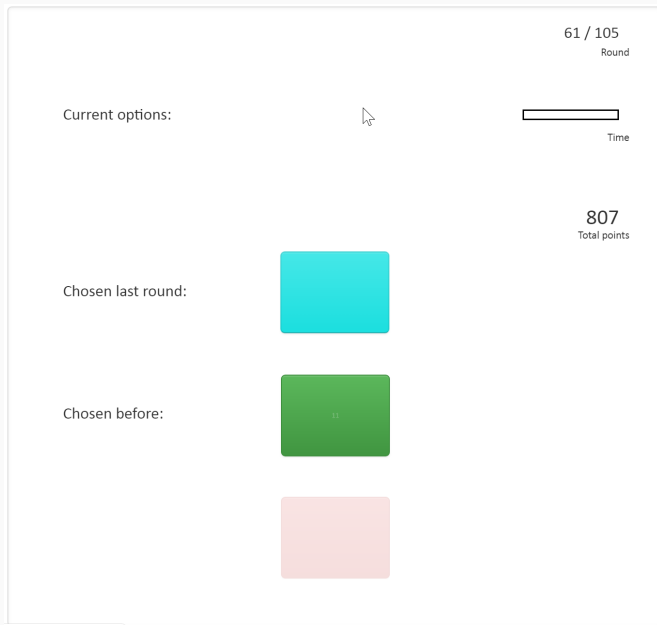 61 / 105
Round
Current options:
Time
807
Total points
Chosen last round:
Chosen before: